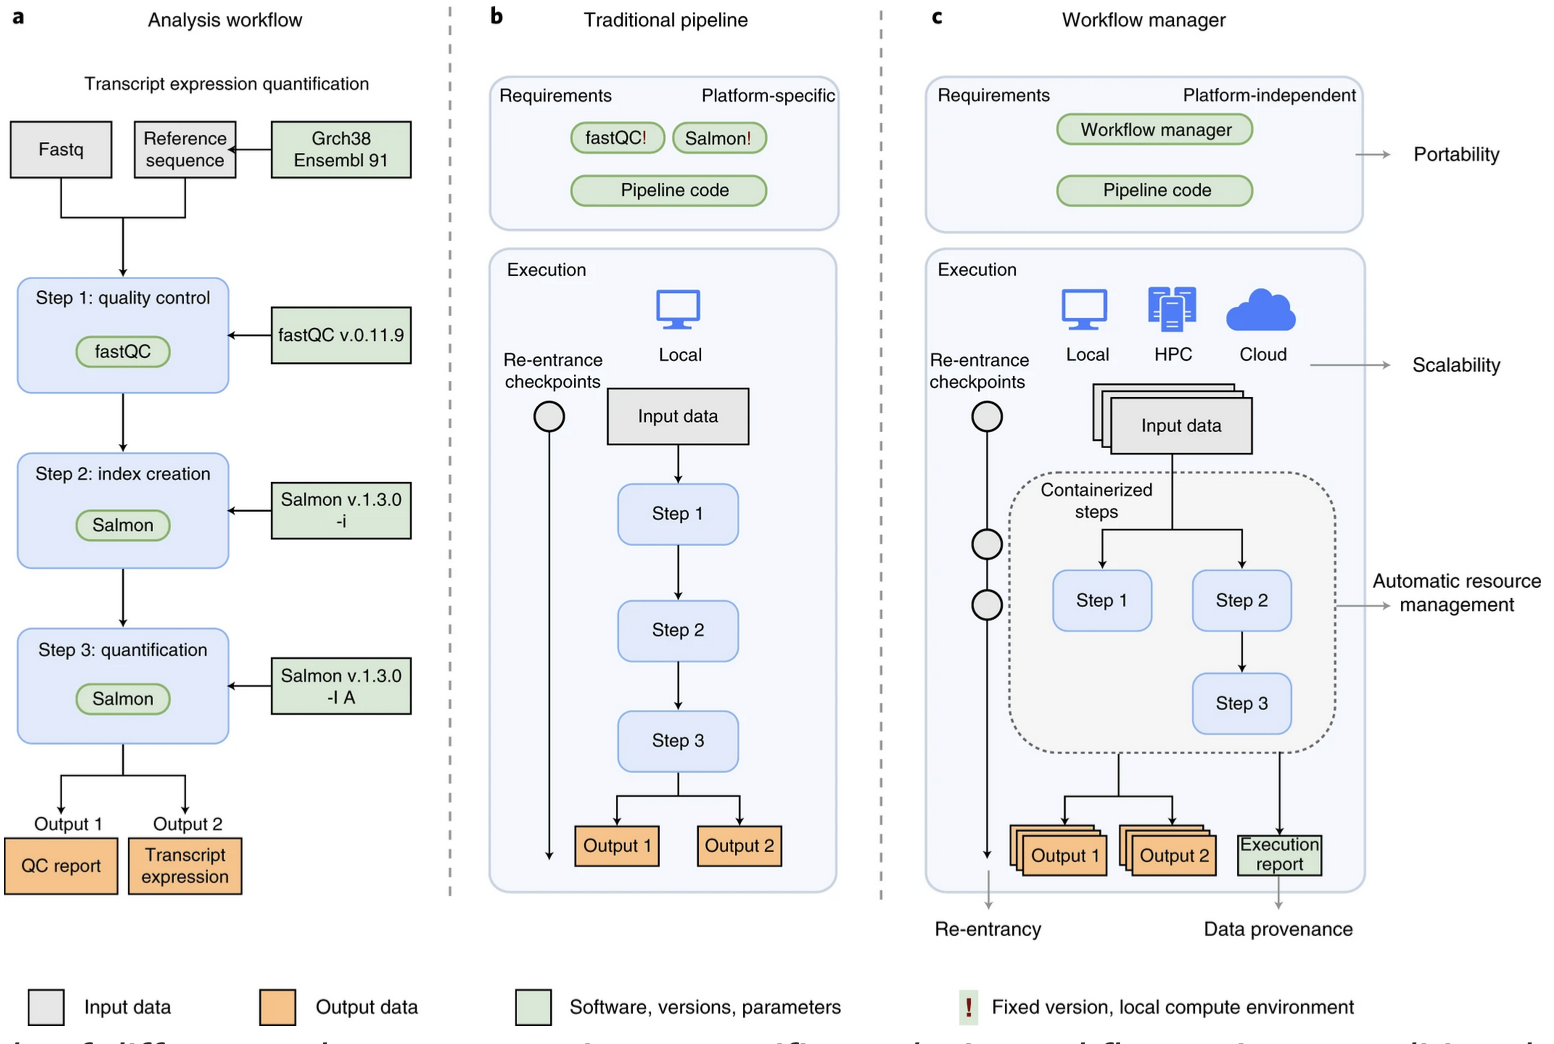 a
Analysis workflow
Transcript expression quantification
Fastq
Reference
sequence
Grch38
Ensembl 91
Step 1: quality control
fastQC
fastQC v.0.11.9
Step 2: index creation
Salmon
Salmon v.1.3.0
-i
Step 3: quantification
Salmon
Salmon v.1.3.0
-l A
Output 1
Output 2
QC report
Transcript
expression
b
Traditional pipeline
Requirements
Platform-specific
fastQC!
Salmon!
Pipeline code
Execution
Local
Re-entrance
checkpoints
Input data
Step 1
Step 2
Step 3
Output 1
Output 2
c
Workflow manager
Requirements
Platform-independent
Workflow manager
Pipeline code
Portability
Execution
Local
HPC
Cloud
Scalability
Re-entrance
checkpoints
Input data
Containerized
steps
Step 1
Step 2
Step 3
Automatic resource
management
Output 1
Output 2
Execution
report
Re-entrancy
Data provenance
Input data
Output data
Software, versions, parameters
! Fixed version, local compute environment